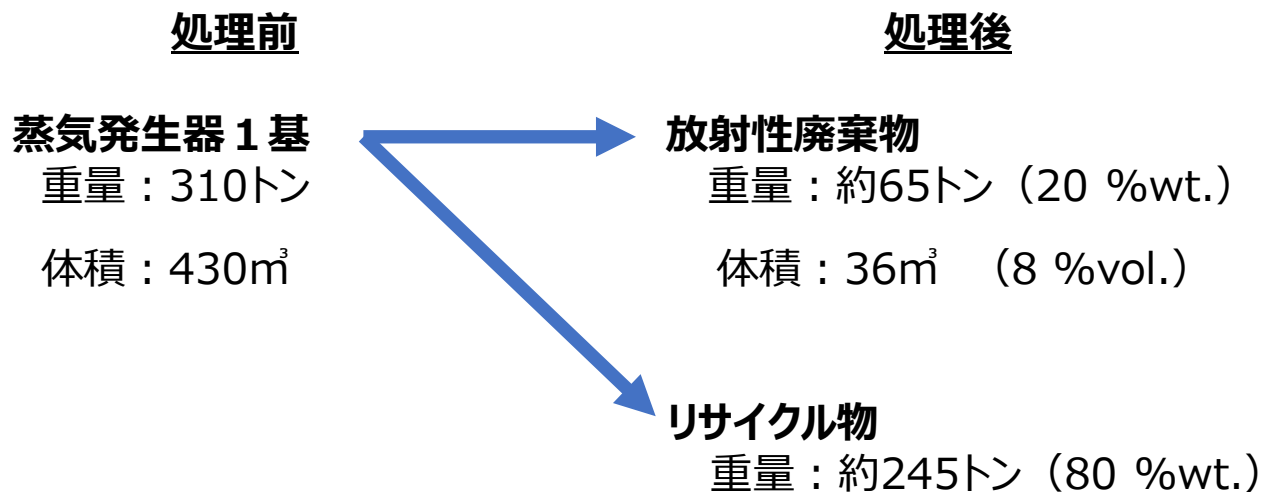 処理前
処理後
蒸気発生器１基
重量：310トン
体積：430㎥
放射性廃棄物
重量：約65トン（20 %wt.）
体積：36㎥ （8 %vol.）
リサイクル物
重量：約245トン（80 %wt.）